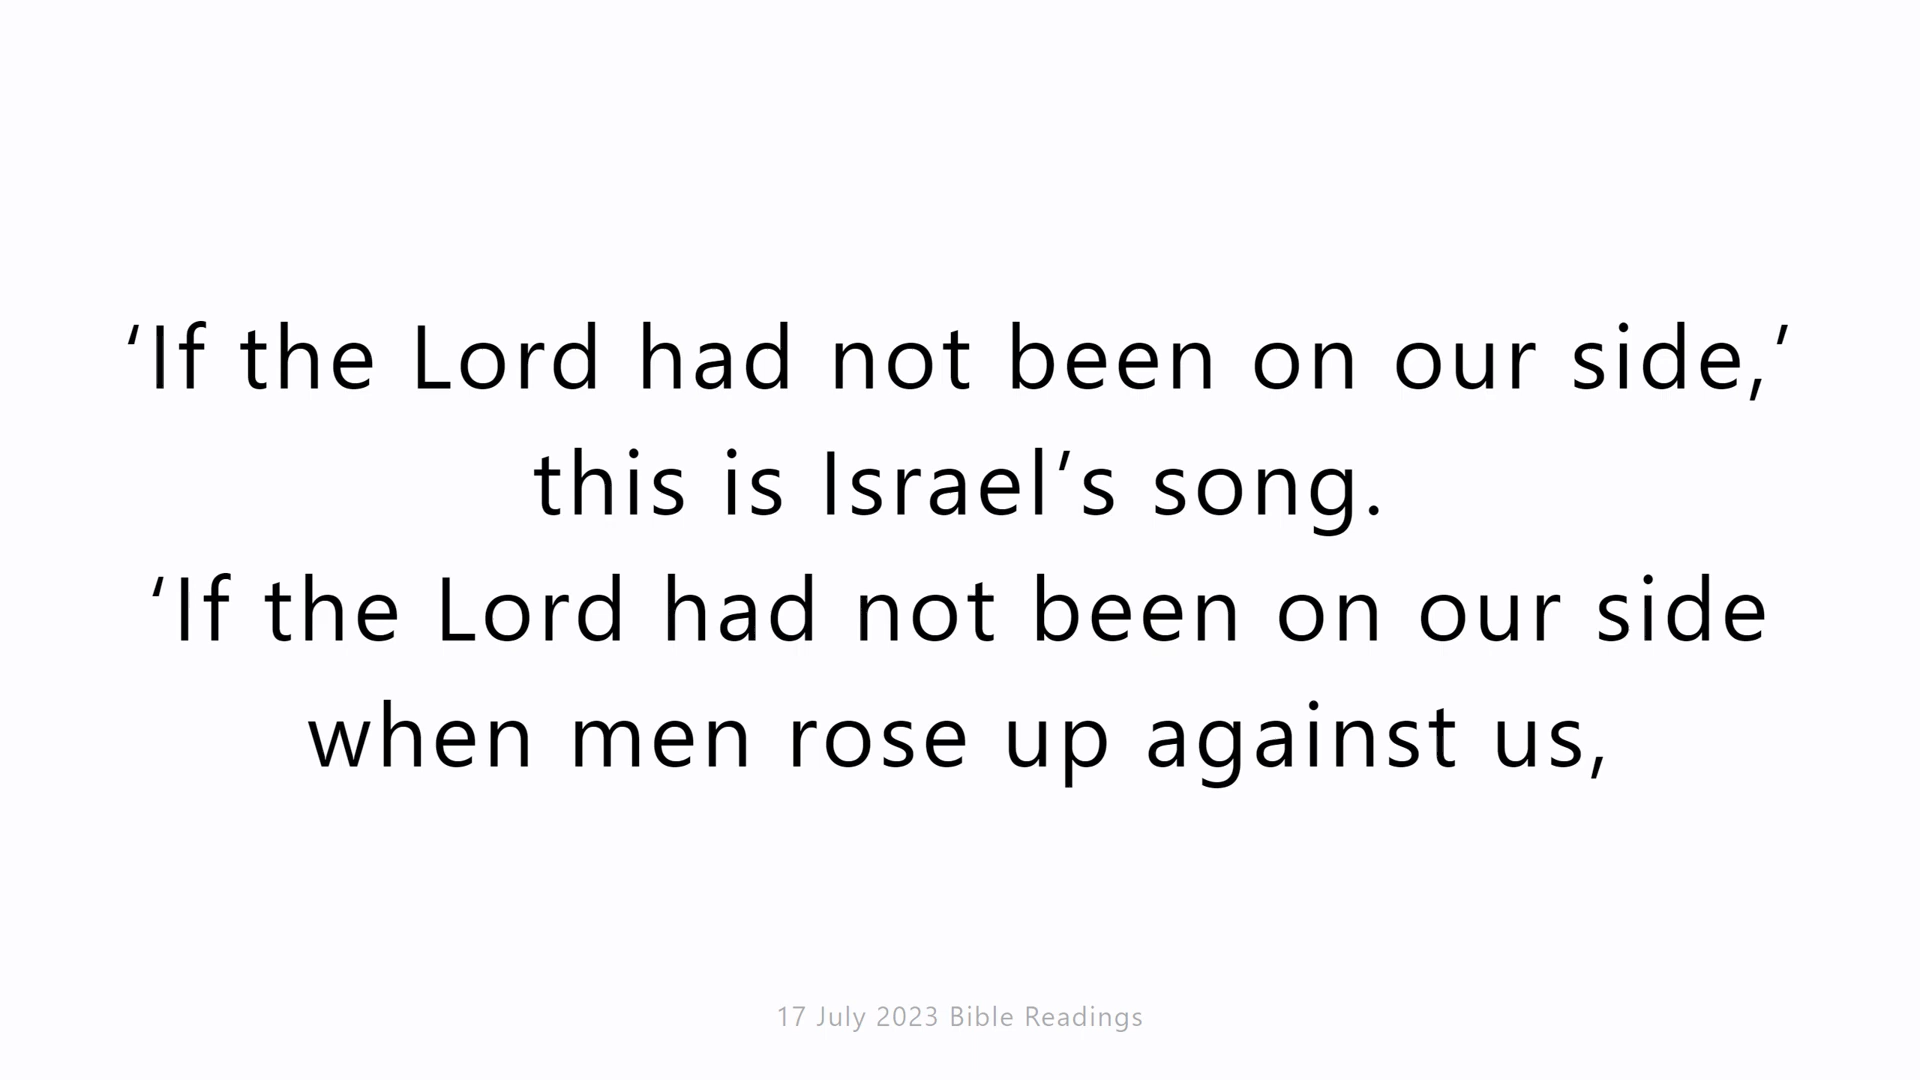 ‘If the Lord had not been on our side,’
this is Israel’s song.
‘If the Lord had not been on our side
when men rose up against us,
17 July 2023 Bible Readings